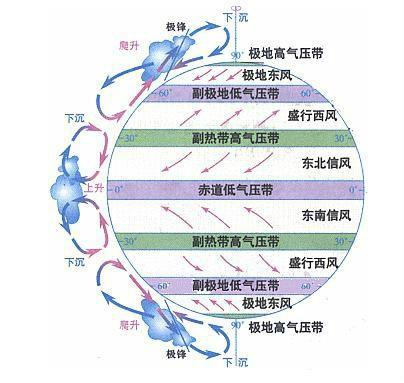 下沉
极锋
爬升
90°
极地高气压带
极地东风
60°
副极地低气压带
60°
盛行西风
下沉
30°
副热带高气压带
30°
东北信风
上升
0°
赤道低气压带
0°
东南信风
30°
副热带高气压带
30°
下沉
盛行西风
60°
副极地低气压带
60°
极地东风
爬升
90°
极地高气压带
极锋
下沉